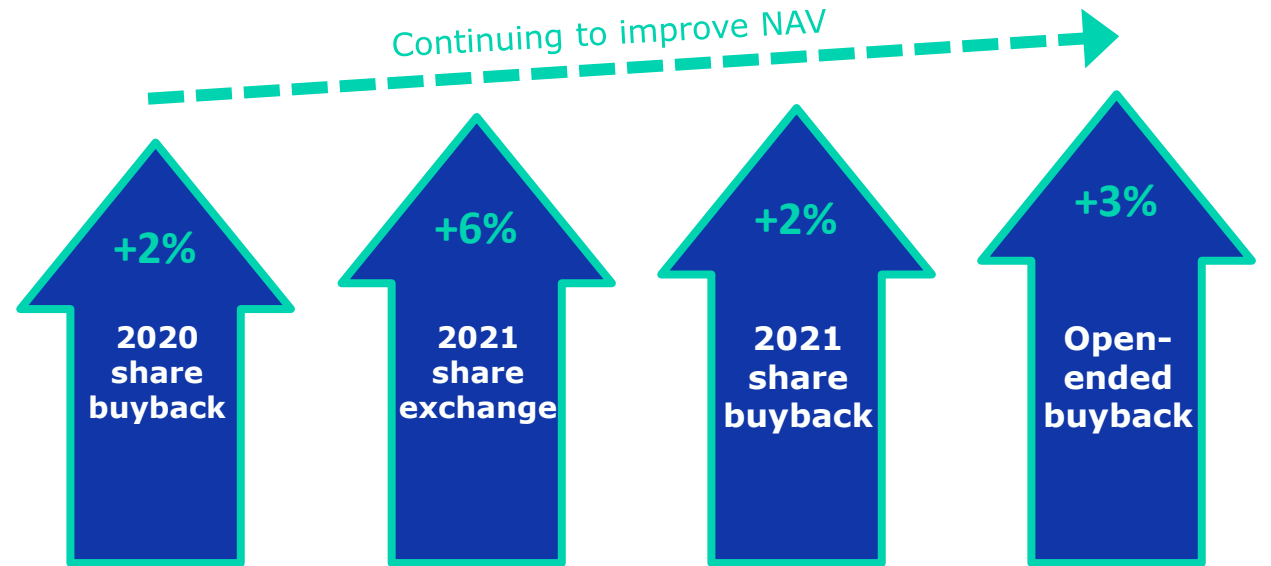 Continuing to improve NAV
+2%
2020
share
buyback
+6%
2021
share
exchange
+2%
2021
share
buyback
+3%
Open-
ended
buyback